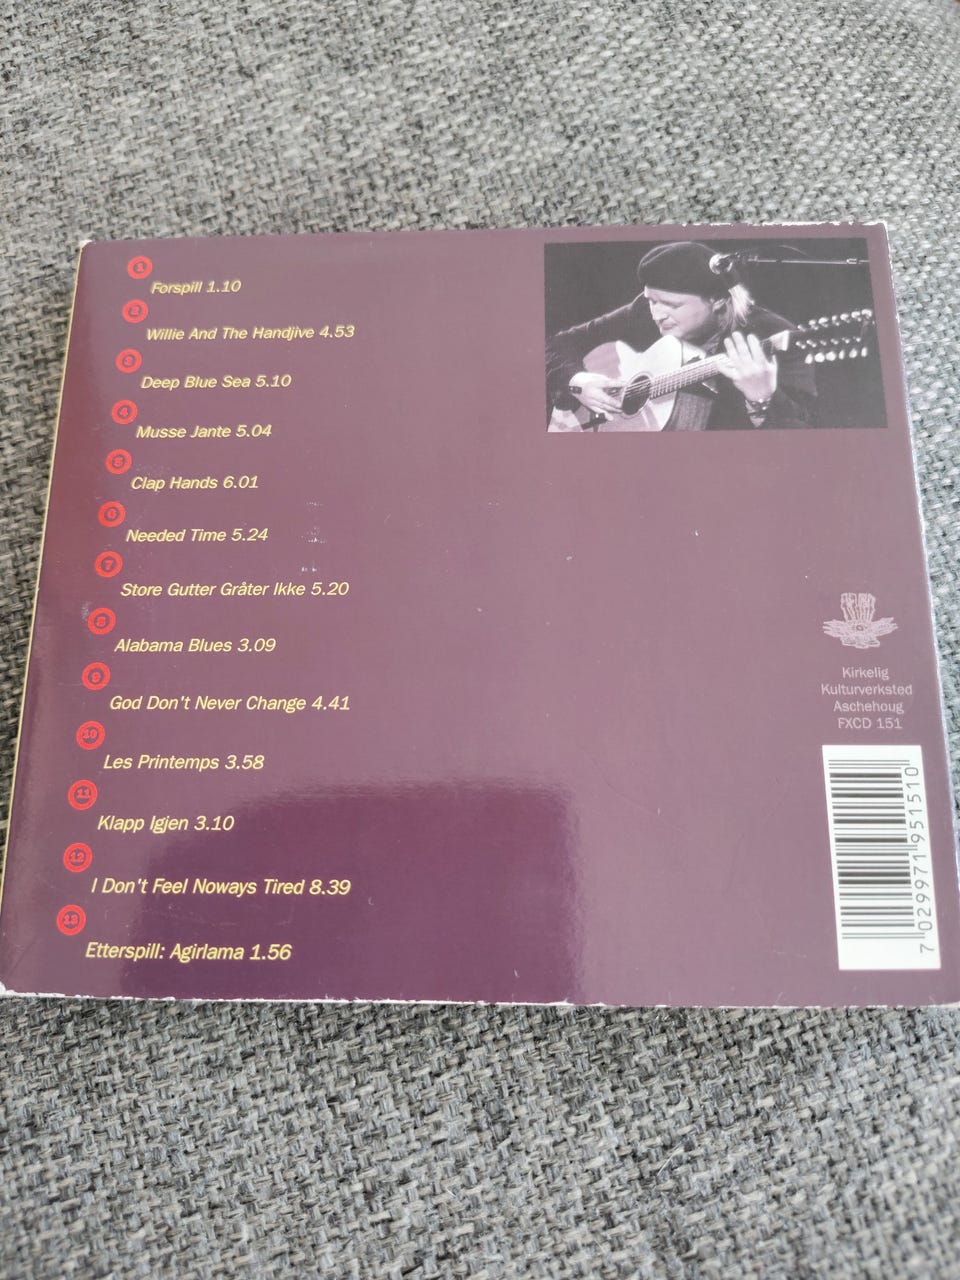 1
Forspill 1.10
2
Willie And The Handjive 4.53
3
Deep Blue Sea 5.10
4
Musse Jante 5.04
5
Clap Hands 6.01
6
Needed Time 5.24
7
Store Gutter Gråter Ikke 5.20
8
Alabama Blues 3.09
9
God Don't Never Change 4.41
10
Les Printemps 3.58
11
Klapp Igjen 3.10
12
I Don't Feel Noways Tired 8.39
13
Etterspill: Agirlama 1.56
Kirkelig
Kulturverksted
Aschehoug
FXCD 151
7 029971 951510